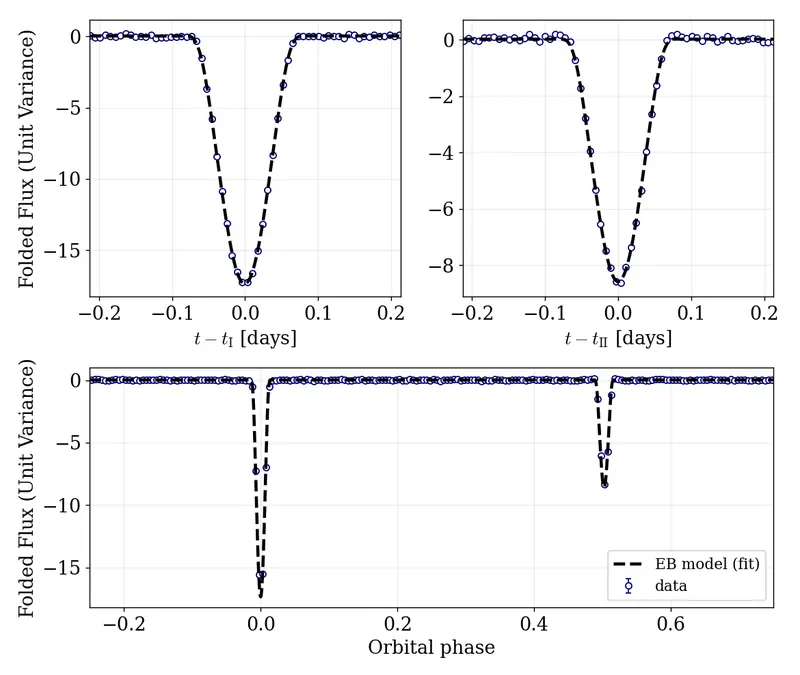 0
−5
−10
−15
Folded Flux (Unit Variance)
−0.2 −0.1 0.0 0.1 0.2
t − tI [days]
0
−2
−4
−6
−8
−0.2 −0.1 0.0 0.1 0.2
t − tII [days]
0
−5
−10
−15
Folded Flux (Unit Variance)
EB model (fit)
data
−0.2 0.0 0.2 0.4 0.6
Orbital phase